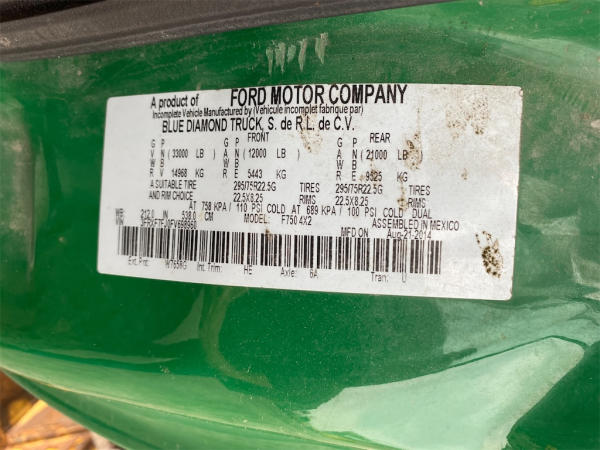 A product of FORD MOTOR COMPANY
Incomplete Vehicle Manufactured by (Vehicule incomplet fabrique par)
BLUE DIAMOND TRUCK, S. de R.L. de C.V.
FRONT REAR
G P G P G P
V N (33000 LB) A N (12000 LB) A N (21000 LB)
W B W B W B
R 14968 KG R E 5443 KG R E 9525 KG
A SUITABLE TIRE 295/75R22.5G TIRES 295/75R22.5G TIRES
AND RIM CHOICE 22.5X8.25 RIMS 22.5X8.25 RIMS
AT 758 KPA / 110 PSI COLD AT 689 KPA / 100 PSI COLD DUAL
WB: 212.0 IN 538.0 CM MODEL: F750 4X2 ASSEMBLED IN MEXICO
VIN MFD ON Aug-21-2014
Ext. Pnt: W7658G Int. Trim: HE Axle: 6A Tran: U